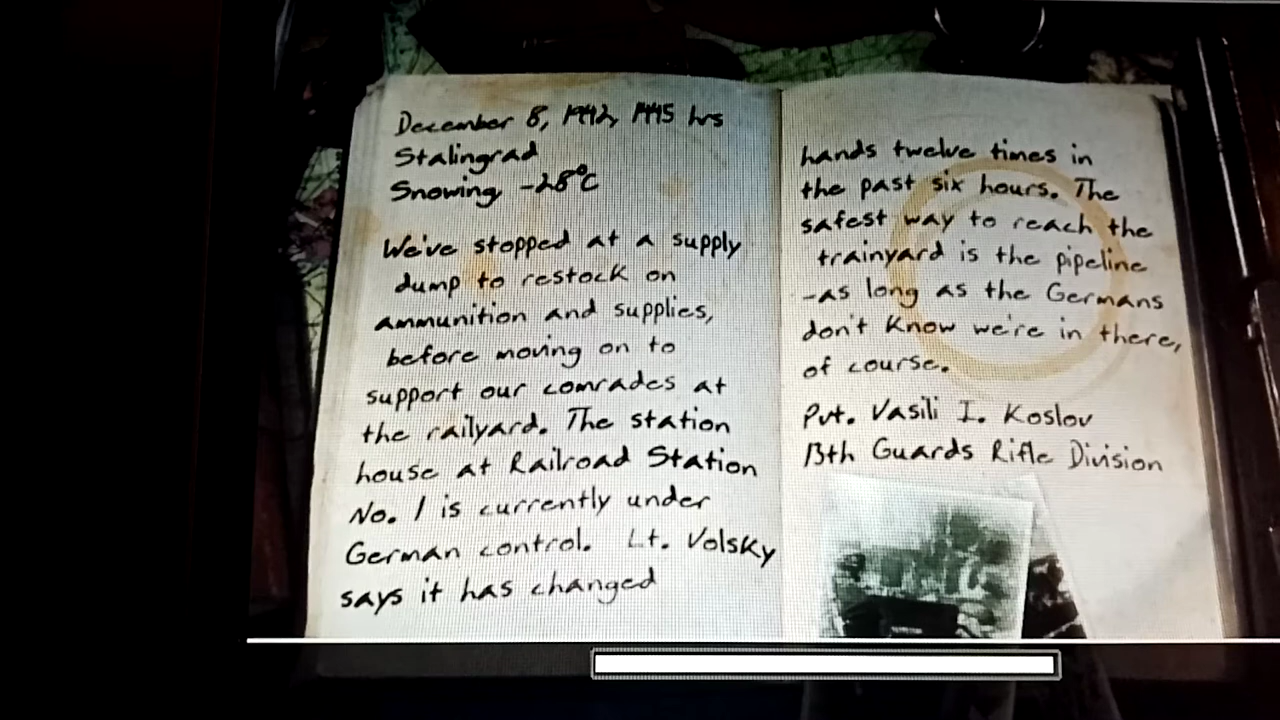 December 8, 1942, 1445 hrs
Stalingrad
Snowing -28°C
We've stopped at a supply
dump to restock on
ammunition and supplies,
before moving on to
support our comrades at
the railyard. The station
house at Railroad Station
No. 1 is currently under
German control. Lt. Volsky
says it has changed
hands twelve times in
the past six hours. The
safest way to reach the
trainyard is the pipeline
-as long as the Germans
don't know we're in there,
of course.
Pvt. Vasili I. Koslov
13th Guards Rifle Division